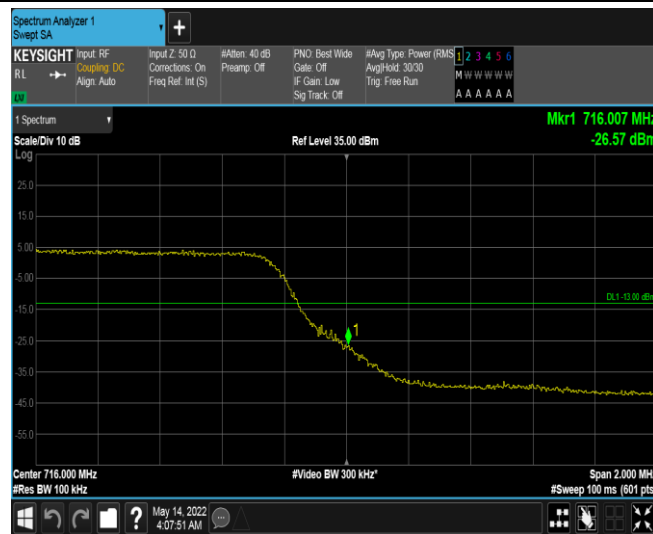 Spectrum Analyzer 1
Swept SA
+
KEYSIGHT
RL
Input: RF
Coupling: DC
Align: Auto
Input Z: 50 Ω
Corrections: On
Freq Ref: Int (S)
#Atten: 40 dB
Preamp: Off
PNO: Best Wide
Gate: Off
IF Gain: Low
Sig Track: Off
#Avg Type: Power (RMS
Avg|Hold: 30/30
Trig: Free Run
1 2 3 4 5 6
M W W W W W
A A A A A A
1 Spectrum
Mkr1 716.007 MHz
Scale/Div 10 dB
Ref Level 35.00 dBm
-26.57 dBm
Log
25.0
5.00
-5.00
DL1 -13.00 dBm
-15.0
1
-25.0
-35.0
-45.0
-55.0
Center 716.000 MHz
#Video BW 300 kHz*
Span 2.000 MHz
#Res BW 100 kHz
#Sweep 100 ms (601 pts
?
May 14, 2022
4:07:51 AM